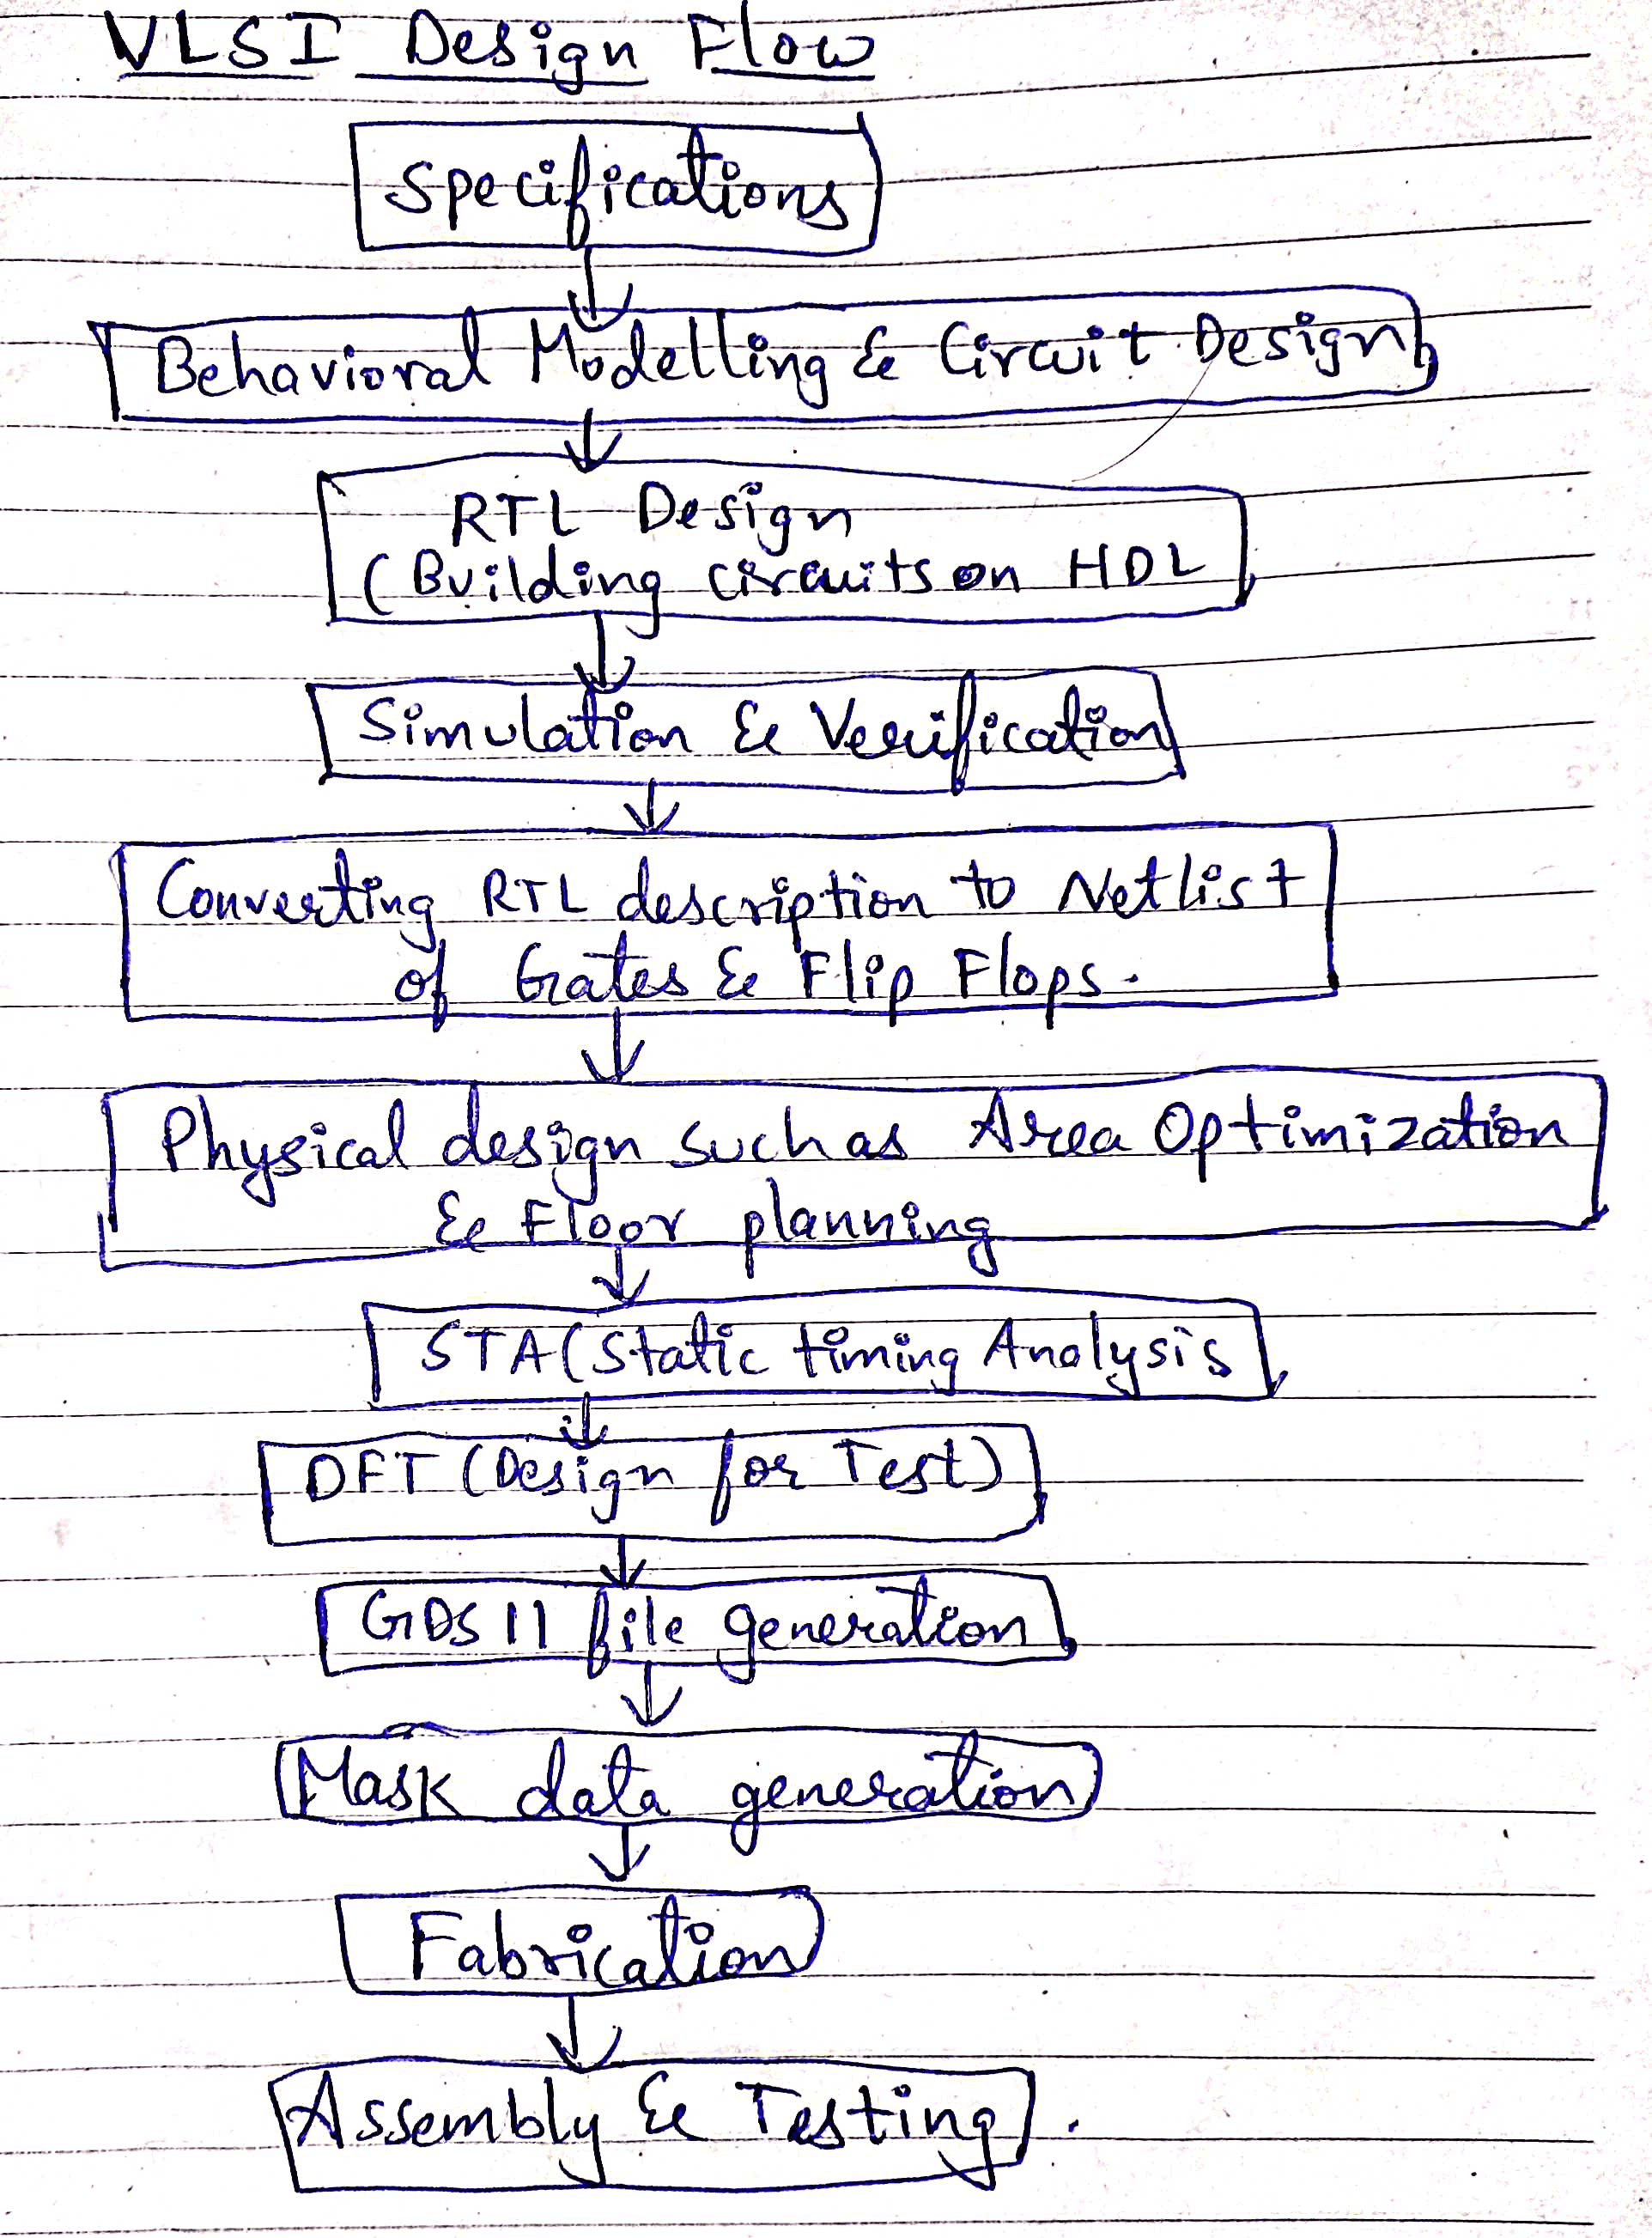 VLSI Design Flow
Specifications
Behavioral Modelling & Circuit Design
RTL Design
(Building circuits on HDL
Simulation & Verification
Converting RTL description to Netlist
of Gates & Flip Flops.
Physical design such as Area Optimization
& Floor planning
STA (Static timing Analysis
DFT (Design for Test)
GDS II file generation
Mask data generation
Fabrication
Assembly & Testing.